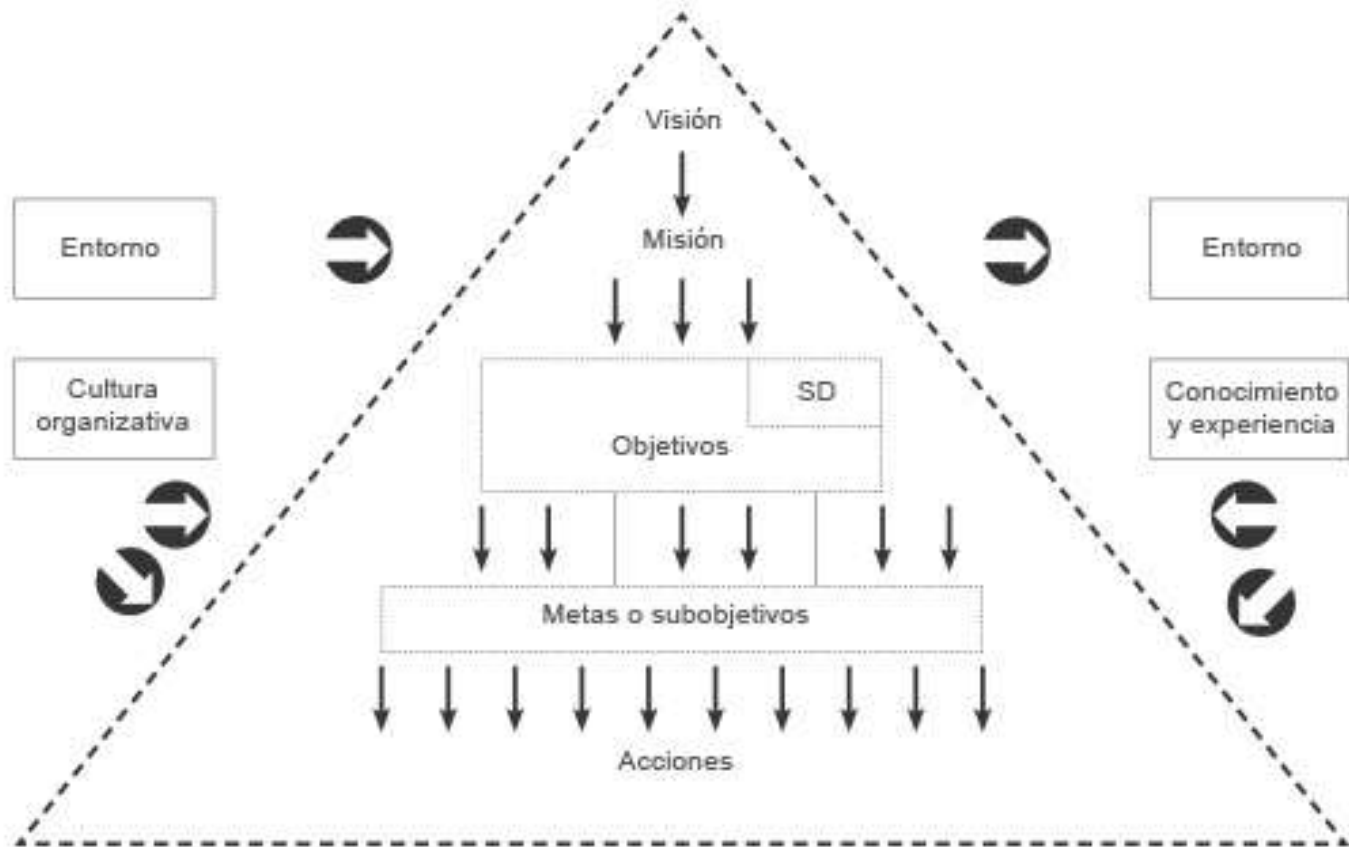 Visión
Misión
Entorno
Entorno
Cultura
organizativa
SD
Objetivos
Conocimiento
y experiencia
Metas o subobjetivos
Acciones